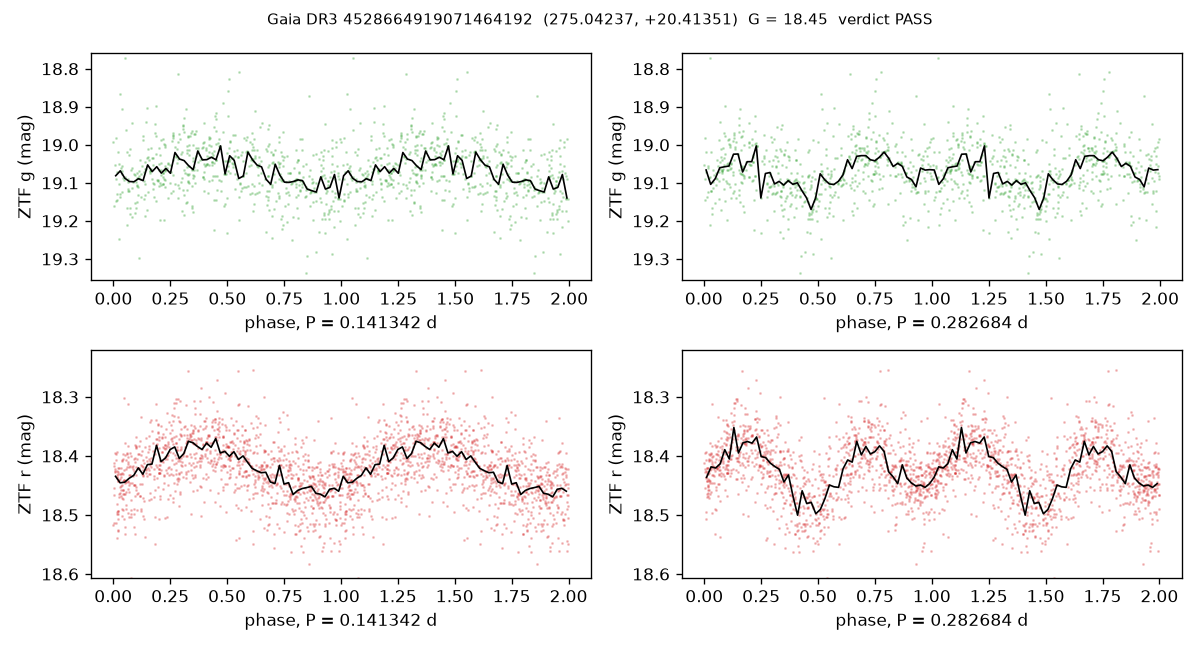 Gaia DR3 4528664919071464192 (275.04237, +20.41351) G = 18.45 verdict PASS
ZTF g (mag)
18.8
18.9
19.0
19.1
19.2
19.3
0.00 0.25 0.50 0.75 1.00 1.25 1.50 1.75 2.00
phase, P = 0.141342 d
ZTF g (mag)
18.8
18.9
19.0
19.1
19.2
19.3
0.00 0.25 0.50 0.75 1.00 1.25 1.50 1.75 2.00
phase, P = 0.282684 d
ZTF r (mag)
18.3
18.4
18.5
18.6
0.00 0.25 0.50 0.75 1.00 1.25 1.50 1.75 2.00
phase, P = 0.141342 d
ZTF r (mag)
18.3
18.4
18.5
18.6
0.00 0.25 0.50 0.75 1.00 1.25 1.50 1.75 2.00
phase, P = 0.282684 d